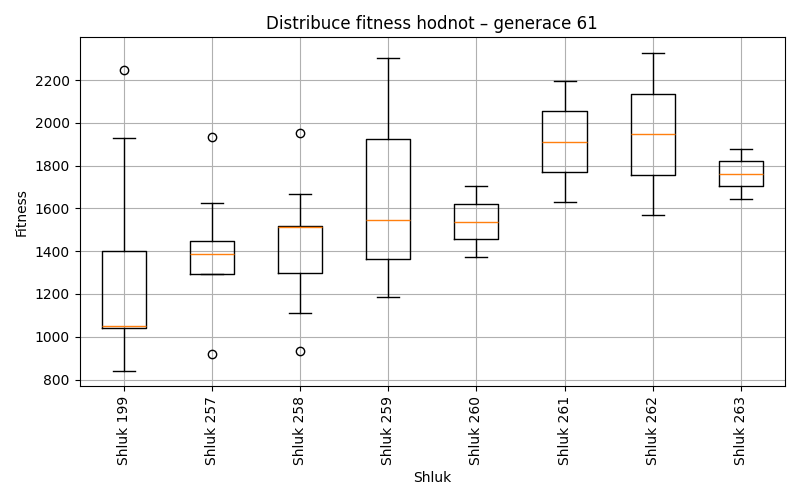 Distribuce fitness hodnot – generace 61
Fitness
2200
2000
1800
1600
1400
1200
1000
800
Shluk 199
Shluk 257
Shluk 258
Shluk 259
Shluk 260
Shluk 261
Shluk 262
Shluk 263
Shluk